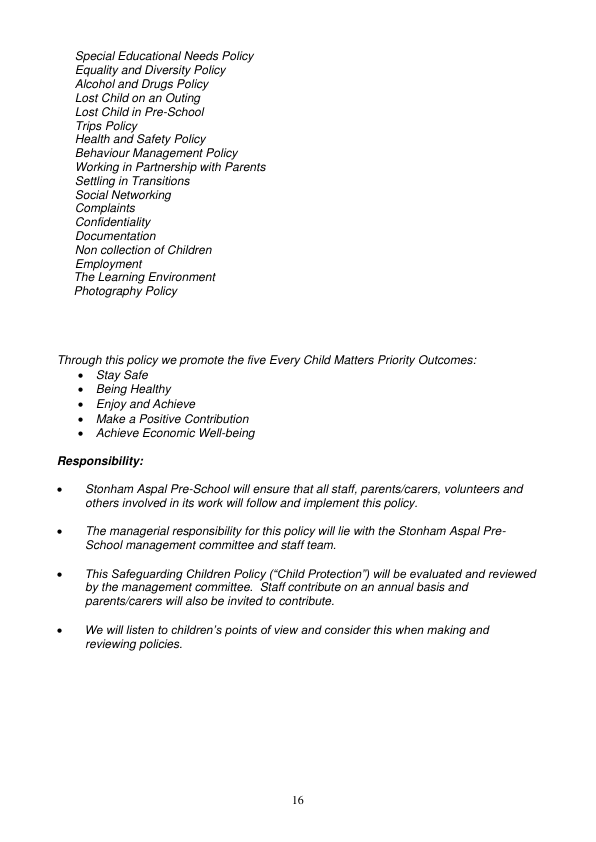 Special Educational Needs Policy
Equality and Diversity Policy
Alcohol and Drugs Policy
Lost Child on an Outing
Lost Child in Pre-School
Trips Policy
Health and Safety Policy
Behaviour Management Policy
Working in Partnership with Parents
Settling in Transitions
Social Networking
Complaints
Confidentiality
Documentation
Non collection of Children
Employment
The Learning Environment
Photography Policy
Through this policy we promote the five Every Child Matters Priority Outcomes:
• Stay Safe
• Being Healthy
• Enjoy and Achieve
• Make a Positive Contribution
• Achieve Economic Well-being
Responsibility:
• Stonham Aspal Pre-School will ensure that all staff, parents/carers, volunteers and
others involved in its work will follow and implement this policy.
• The managerial responsibility for this policy will lie with the Stonham Aspal Pre-
School management committee and staff team.
• This Safeguarding Children Policy (“Child Protection”) will be evaluated and reviewed
by the management committee.  Staff contribute on an annual basis and
parents/carers will also be invited to contribute.
• We will listen to children’s points of view and consider this when making and
reviewing policies.
16